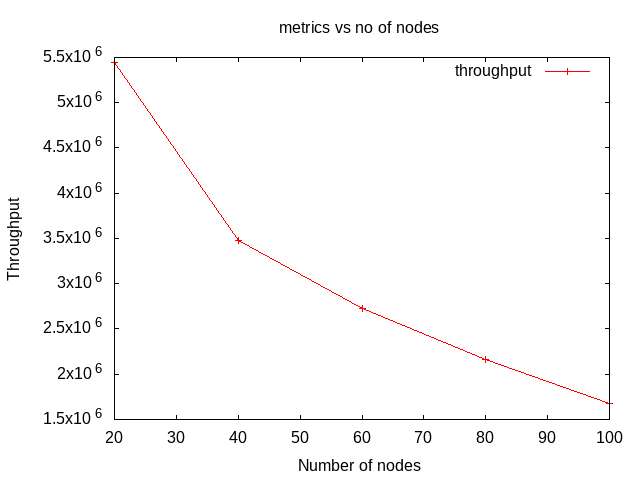 metrics vs no of nodes
throughput
5.5x10 6
5x10 6
4.5x10 6
4x10 6
3.5x10 6
3x10 6
2.5x10 6
2x10 6
1.5x10 6
Throughput
20 30 40 50 60 70 80 90 100
Number of nodes